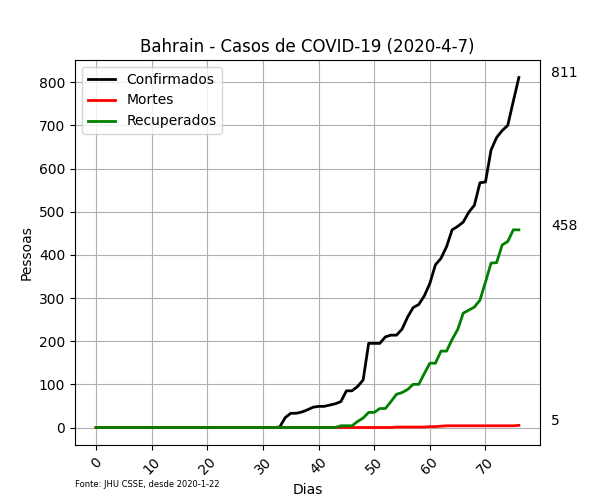 Bahrain - Casos de COVID-19 (2020-4-7)
Confirmados
Mortes
Recuperados
811
458
5
Pessoas
800
700
600
500
400
300
200
100
0
0 10 20 30 40 50 60 70
Fonte: JHU CSSE, desde 2020-1-22
Dias